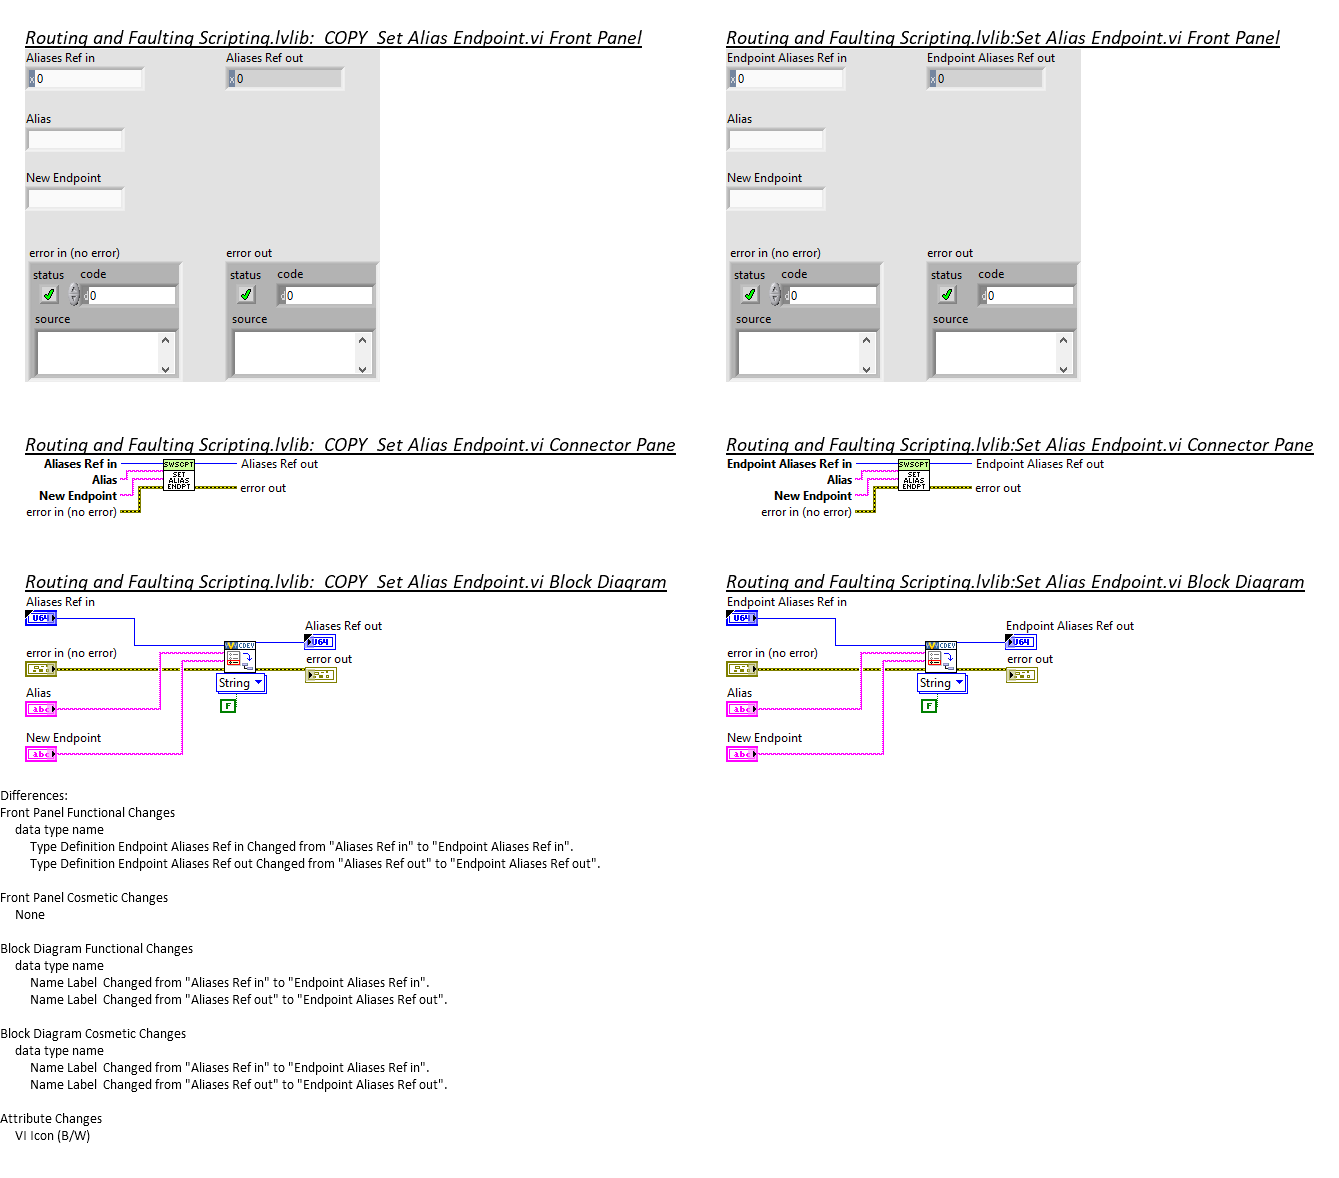 Routing and Faulting Scripting.lvlib:_COPY_Set Alias Endpoint.vi Front Panel
Aliases Ref in
Aliases Ref out
x 0
x 0
Alias
New Endpoint
error in (no error)
error out
status
code
status
code
d 0
d 0
source
source
Routing and Faulting Scripting.lvlib:Set Alias Endpoint.vi Front Panel
Endpoint Aliases Ref in
Endpoint Aliases Ref out
x 0
x 0
Alias
New Endpoint
error in (no error)
error out
status
code
status
code
d 0
d 0
source
source
Routing and Faulting Scripting.lvlib:_COPY_Set Alias Endpoint.vi Connector Pane
Aliases Ref in
Alias
New Endpoint
error in (no error)
SWSCPT
SET
ALIAS
ENDPT
Aliases Ref out
error out
Routing and Faulting Scripting.lvlib:Set Alias Endpoint.vi Connector Pane
Endpoint Aliases Ref in
Alias
New Endpoint
error in (no error)
SWSCPT
SET
ALIAS
ENDPT
Endpoint Aliases Ref out
error out
Routing and Faulting Scripting.lvlib:_COPY_Set Alias Endpoint.vi Block Diagram
Aliases Ref in
U64
Aliases Ref out
U64
error in (no error)
CDEV
error out
String
Alias
abc
F
New Endpoint
abc
Routing and Faulting Scripting.lvlib:Set Alias Endpoint.vi Block Diagram
Endpoint Aliases Ref in
U64
Endpoint Aliases Ref out
U64
error in (no error)
CDEV
error out
String
Alias
abc
F
New Endpoint
abc
Differences:
Front Panel Functional Changes
data type name
Type Definition Endpoint Aliases Ref in Changed from "Aliases Ref in" to "Endpoint Aliases Ref in".
Type Definition Endpoint Aliases Ref out Changed from "Aliases Ref out" to "Endpoint Aliases Ref out".
Front Panel Cosmetic Changes
None
Block Diagram Functional Changes
data type name
Name Label  Changed from "Aliases Ref in" to "Endpoint Aliases Ref in".
Name Label  Changed from "Aliases Ref out" to "Endpoint Aliases Ref out".
Block Diagram Cosmetic Changes
data type name
Name Label  Changed from "Aliases Ref in" to "Endpoint Aliases Ref in".
Name Label  Changed from "Aliases Ref out" to "Endpoint Aliases Ref out".
Attribute Changes
VI Icon (B/W)